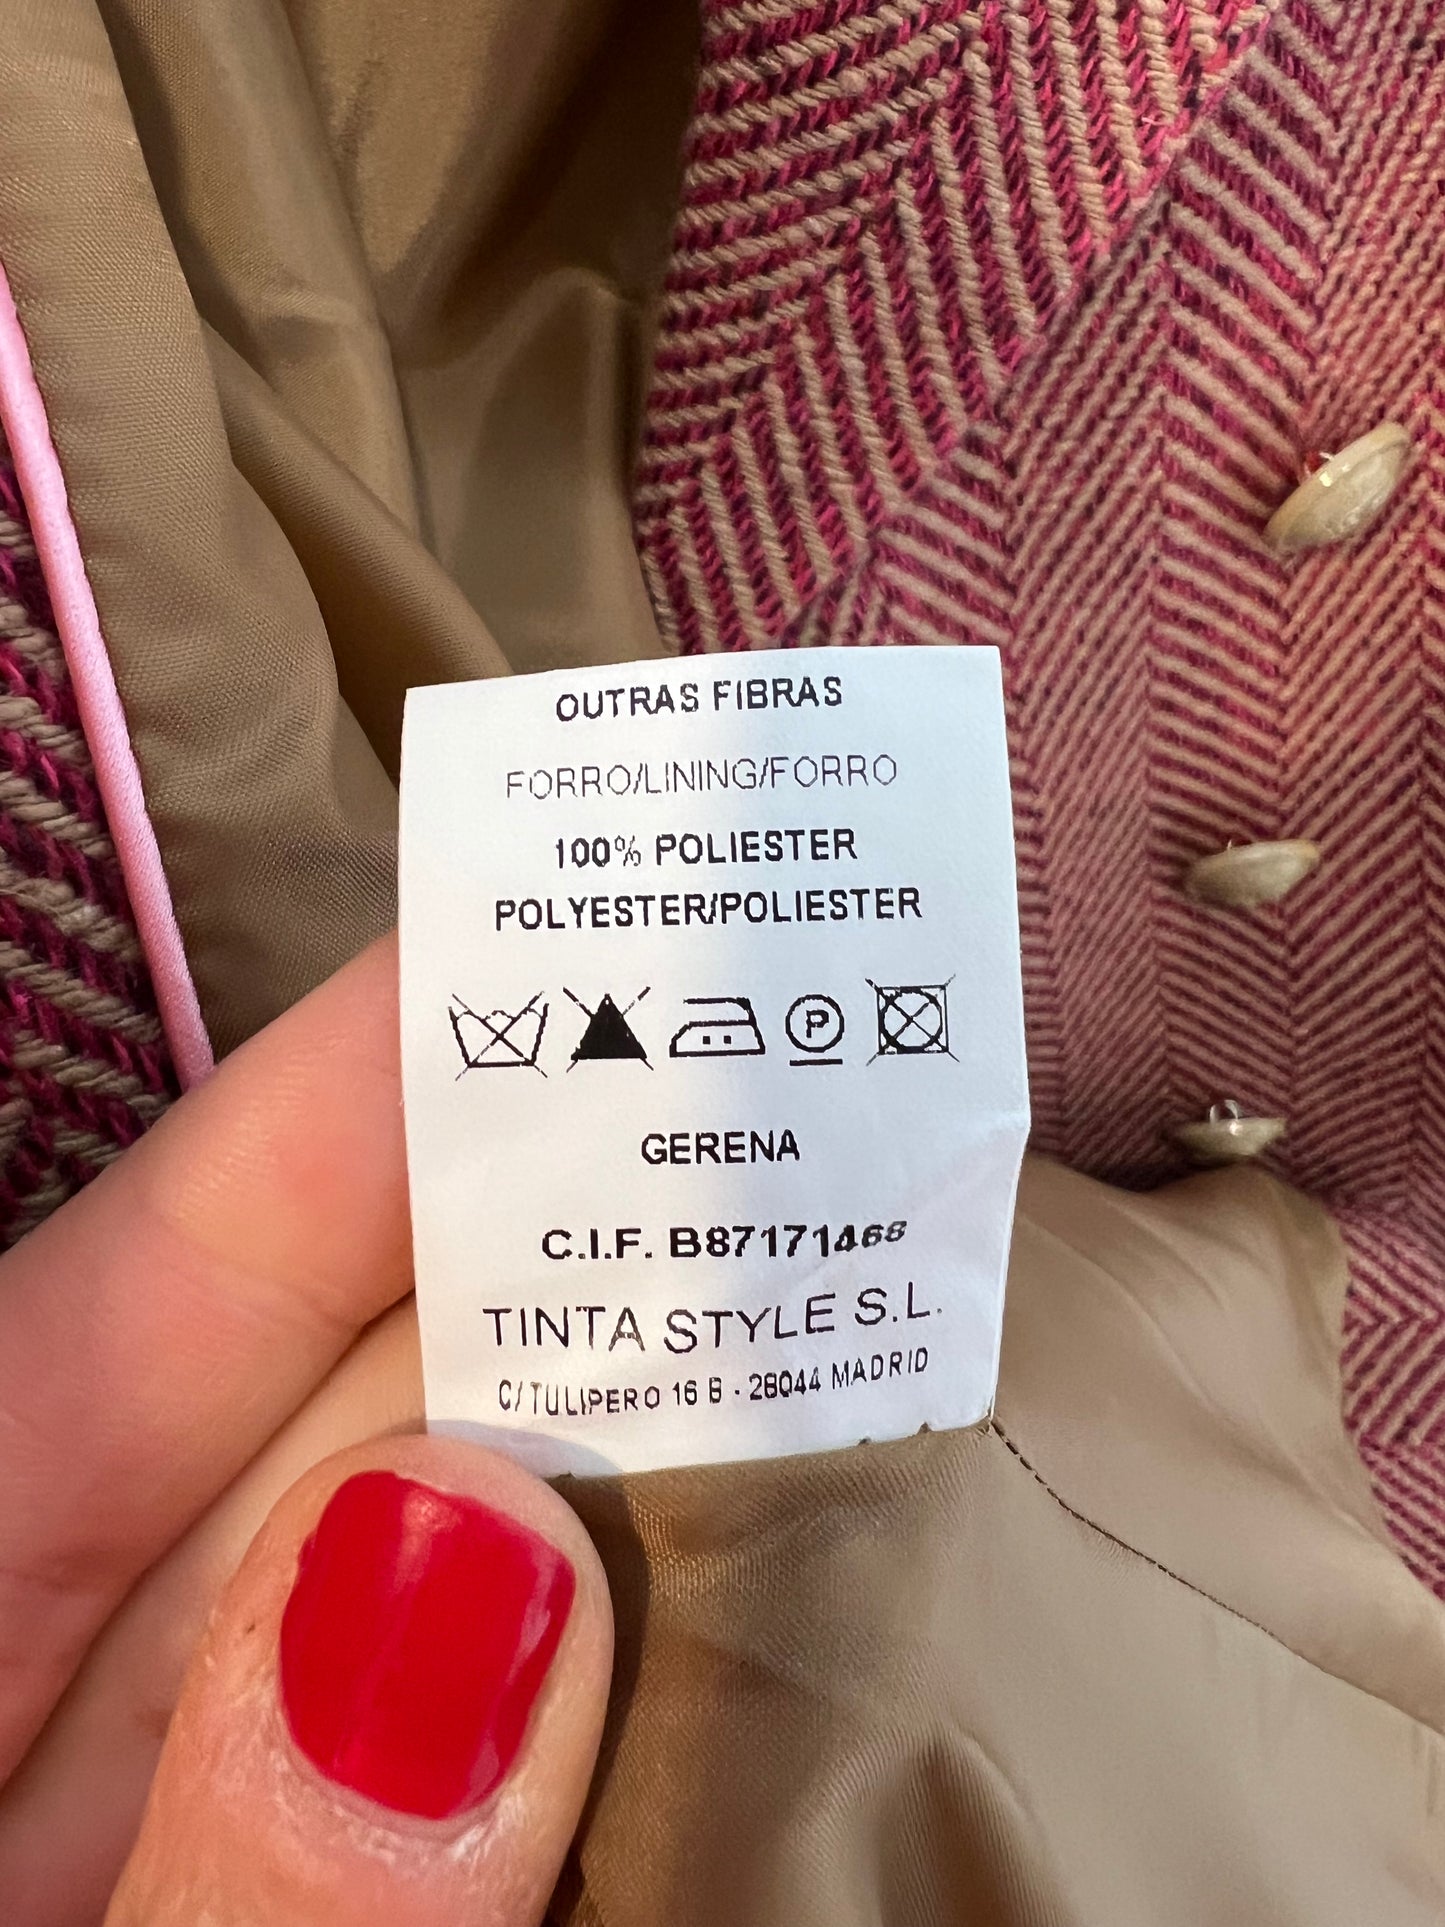 OUTRAS FIBRAS
FORRO/LINING/FORRO
100% POLIESTER
POLYESTER/POLIESTER
P
GERENA
C.I.F. B87171468
TINTA STYLE S.L.
C/TULIPERO 16 B - 28044 MADRID